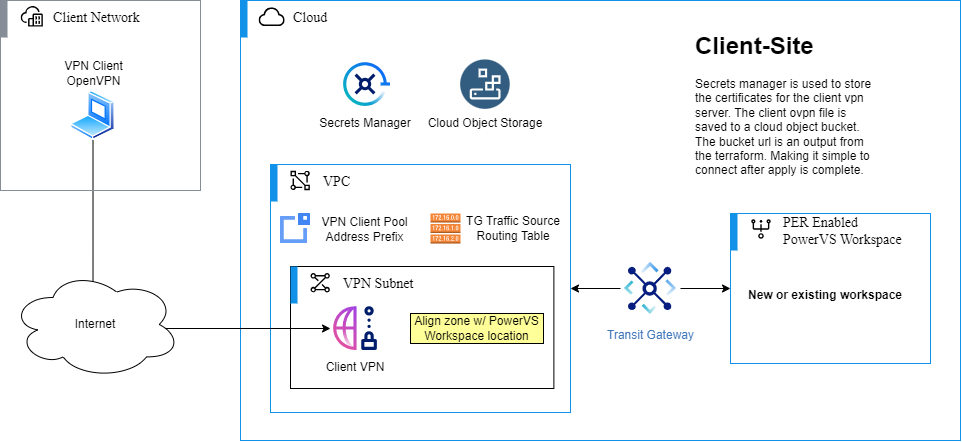 Client Network
VPN Client
OpenVPN
Internet
Cloud
Secrets Manager
Cloud Object Storage
Client-Site
Secrets manager is used to store
the certificates for the client vpn
server. The client ovpn file is
saved to a cloud object bucket.
The bucket url is an output from
the terraform. Making it simple to
connect after apply is complete.
VPC
VPN Client Pool
Address Prefix
172.16.0.0
172.16.1.0
172.16.2.0
TG Traffic Source
Routing Table
VPN Subnet
Client VPN
Align zone w/ PowerVS
Workspace location
Transit Gateway
PER Enabled
PowerVS Workspace
New or existing workspace